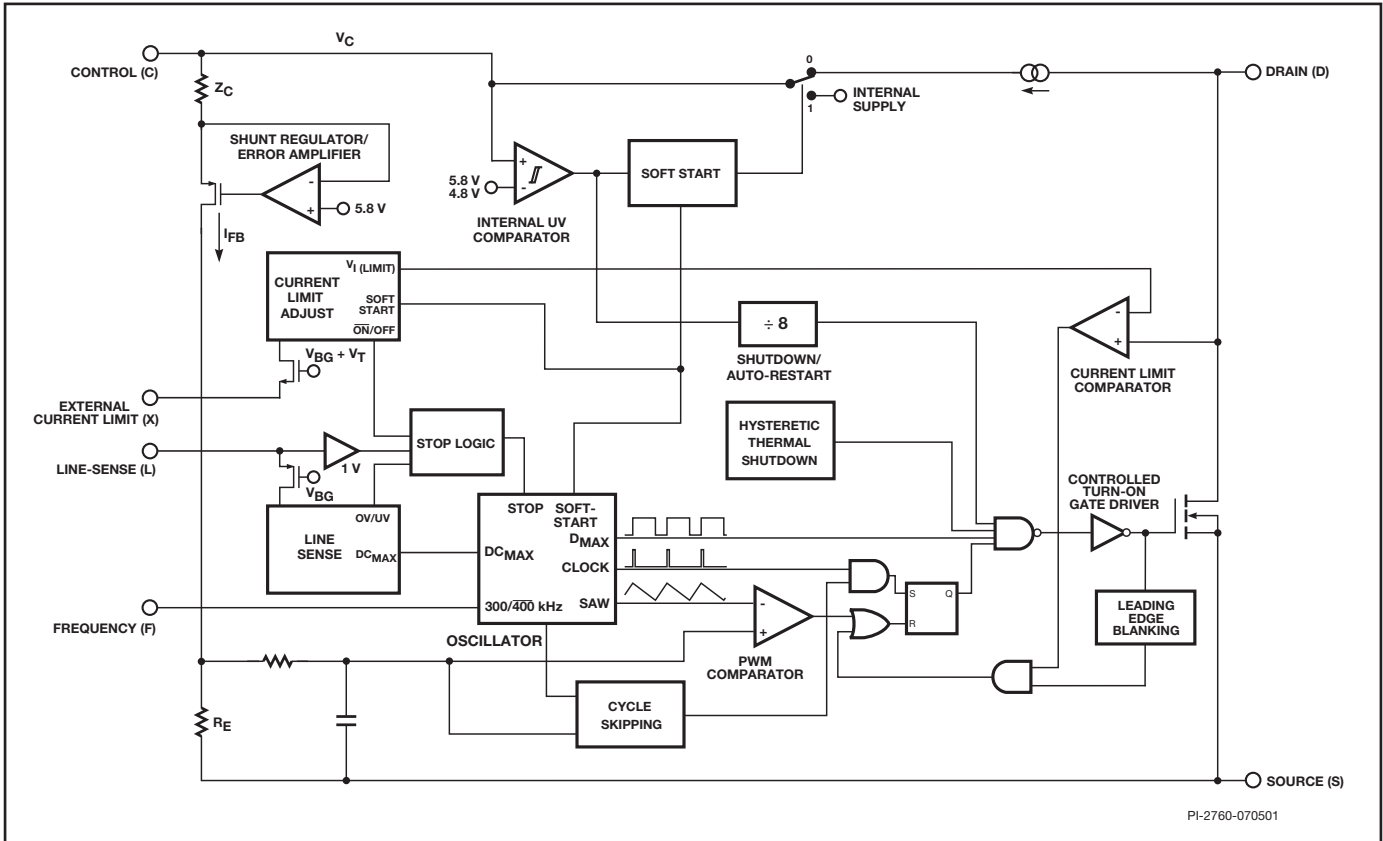 V_C
CONTROL (C)
Z_C
0
DRAIN (D)
INTERNAL
SUPPLY
1
SHUNT REGULATOR/
ERROR AMPLIFIER
-
+
5.8 V
I_FB
+
-
5.8 V
4.8 V
INTERNAL UV
COMPARATOR
SOFT START
CURRENT
LIMIT
ADJUST
V_I (LIMIT)
SOFT
START
O̅N̅/OFF
V_BG + V_T
÷ 8
SHUTDOWN/
AUTO-RESTART
-
+
CURRENT LIMIT
COMPARATOR
EXTERNAL
CURRENT LIMIT (X)
HYSTERETIC
THERMAL
SHUTDOWN
LINE-SENSE (L)
1 V
STOP LOGIC
V_BG
CONTROLLED
TURN-ON
GATE DRIVER
OV/UV
LINE
SENSE
DC_MAX
STOP
SOFT-
START
D_MAX
DC_MAX
CLOCK
300/4̅0̅0̅ kHz
SAW
OSCILLATOR
FREQUENCY (F)
-
+
PWM
COMPARATOR
S
Q
R
LEADING
EDGE
BLANKING
CYCLE
SKIPPING
R_E
SOURCE (S)
PI-2760-070501